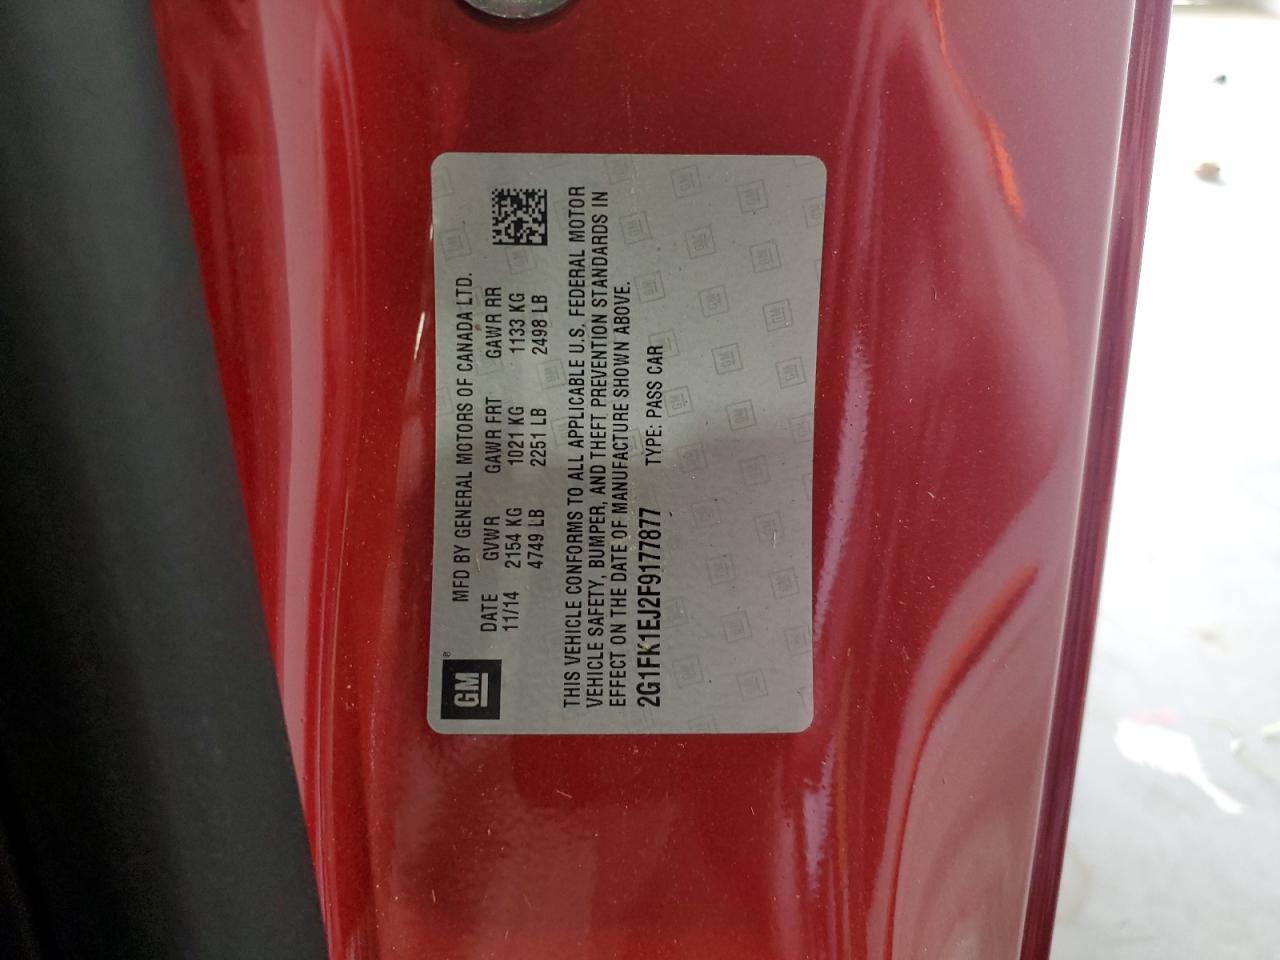 GM®
MFD BY GENERAL MOTORS OF CANADA LTD.
DATE GVWR GAWR FRT GAWR RR
11/14 2154 KG 1021 KG 1133 KG
4749 LB 2251 LB 2498 LB
THIS VEHICLE CONFORMS TO ALL APPLICABLE U.S. FEDERAL MOTOR
VEHICLE SAFETY, BUMPER, AND THEFT PREVENTION STANDARDS IN
EFFECT ON THE DATE OF MANUFACTURE SHOWN ABOVE.
2G1FK1EJ2F9177877 TYPE: PASS CAR